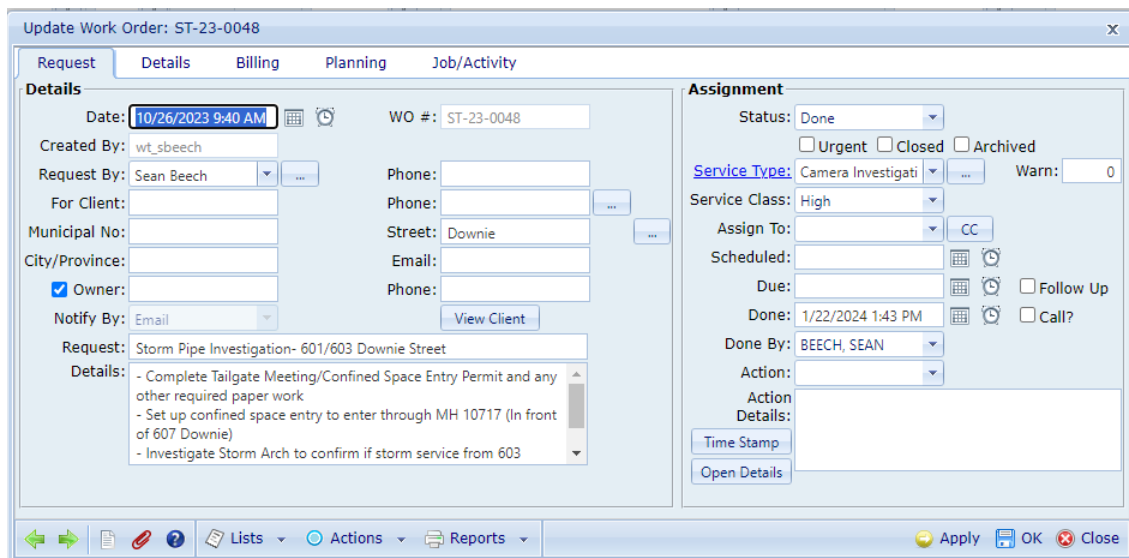 Update Work Order: ST-23-0048
x
Request Details Billing Planning Job/Activity
Details
Date: 10/26/2023 9:40 AM WO #: ST-23-0048
Created By: wt_sbeech
Request By: Sean Beech ... Phone:
For Client: Phone: ...
Municipal No: Street: Downie ...
City/Province: Email:
Owner: Phone:
Notify By: Email View Client
Request: Storm Pipe Investigation- 601/603 Downie Street
Details: - Complete Tailgate Meeting/Confined Space Entry Permit and any
other required paper work
- Set up confined space entry to enter through MH 10717 (In front
of 607 Downie)
- Investigate Storm Arch to confirm if storm service from 603
Assignment
Status: Done
Urgent Closed Archived
Service Type: Camera Investigati ... Warn: 0
Service Class: High
Assign To: CC
Scheduled:
Due: Follow Up
Done: 1/22/2024 1:43 PM Call?
Done By: BEECH, SEAN
Action:
Action
Details:
Time Stamp
Open Details
? Lists Actions Reports Apply OK Close